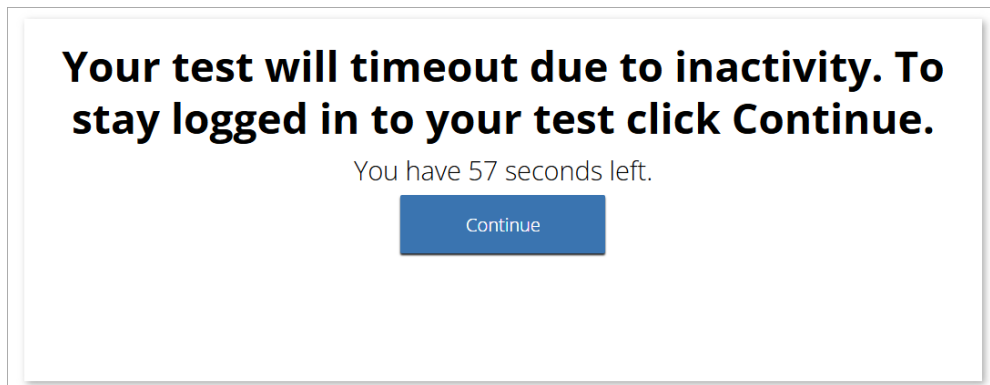 Your test will timeout due to inactivity. To
stay logged in to your test click Continue.
You have 57 seconds left.
Continue